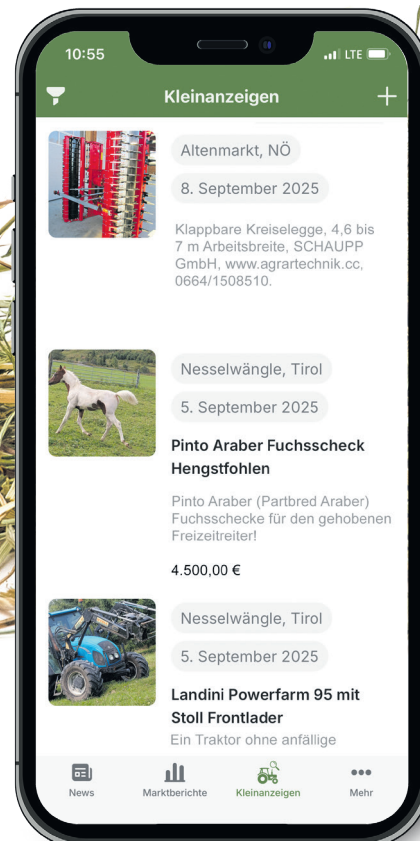 10:55
LTE
Kleinanzeigen
Altenmarkt, NÖ
8. September 2025
Klappbare Kreiselegge, 4,6 bis
7 m Arbeitsbreite, SCHAUPP
GmbH, www.agrartechnik.cc,
0664/1508510.
Nesselwängle, Tirol
5. September 2025
Pinto Araber Fuchsscheck
Hengstfohlen
Pinto Araber (Partbred Araber)
Fuchsschecke für den gehobenen
Freizeitreiter!
4.500,00 €
Nesselwängle, Tirol
5. September 2025
Landini Powerfarm 95 mit
Stoll Frontlader
Ein Traktor ohne anfällige
News
Marktberichte
Kleinanzeigen
Mehr